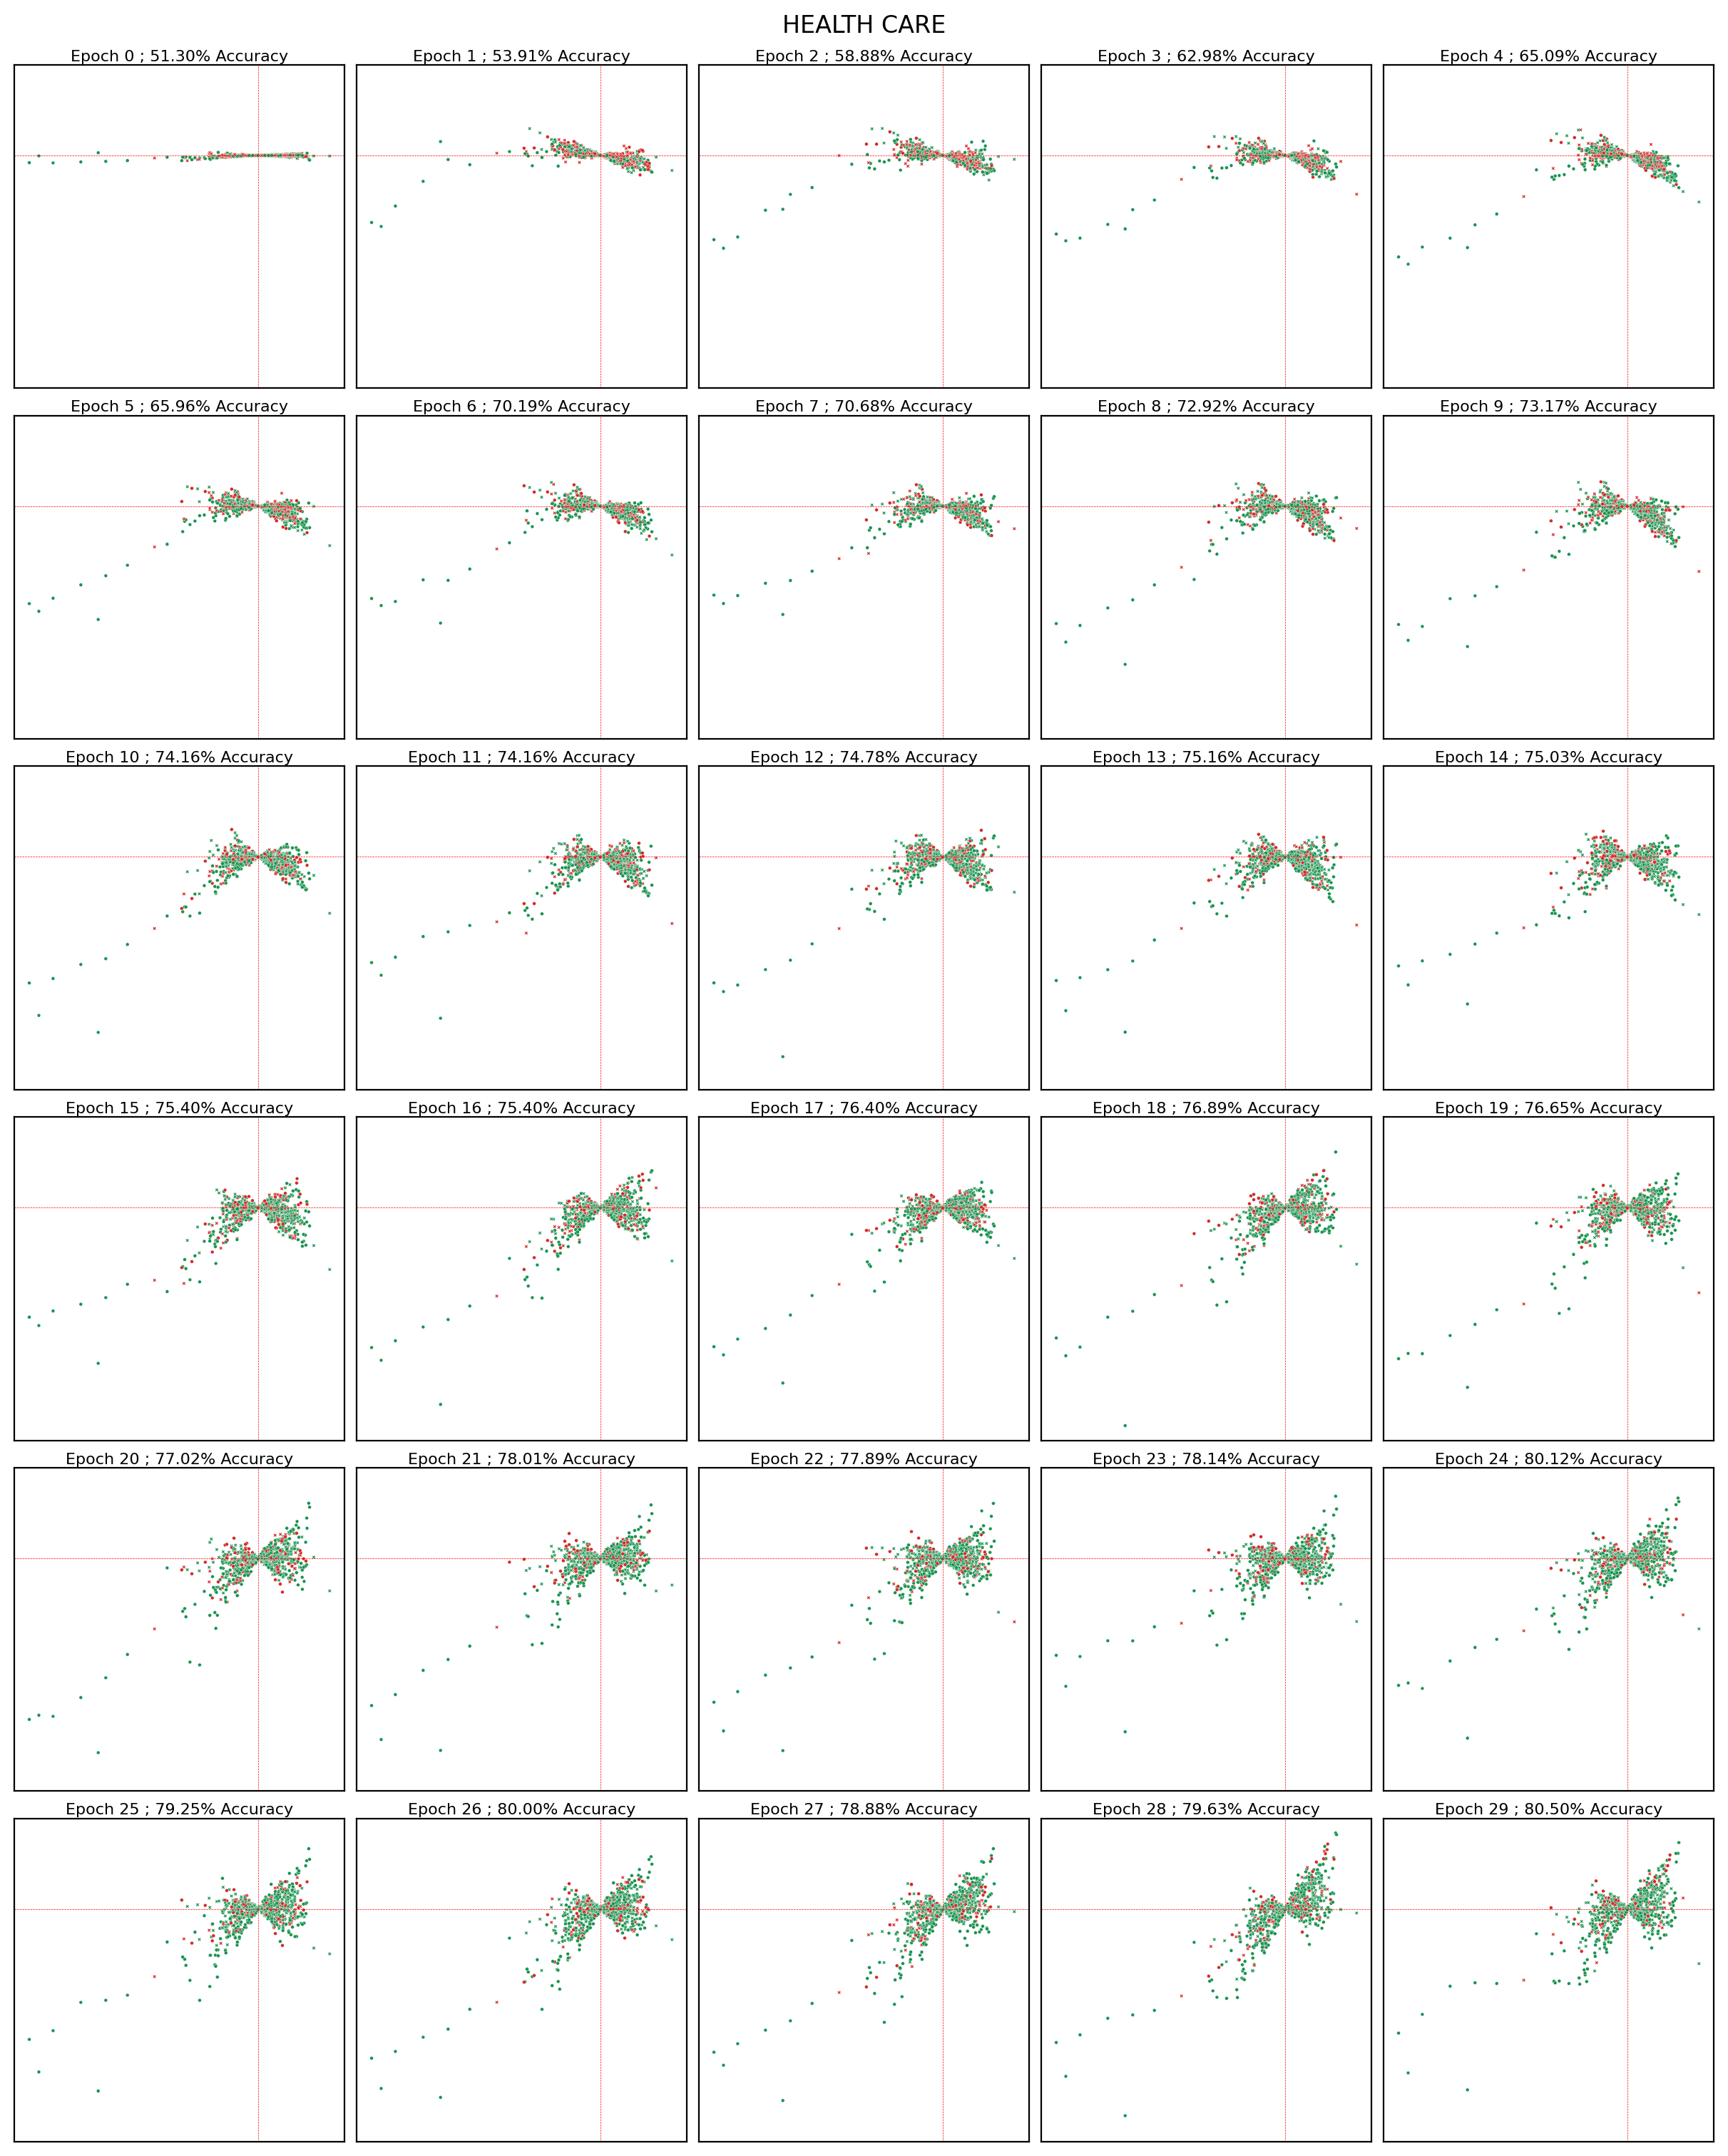 HEALTH CARE
Epoch 0 ; 51.30% Accuracy
Epoch 1 ; 53.91% Accuracy
Epoch 2 ; 58.88% Accuracy
Epoch 3 ; 62.98% Accuracy
Epoch 4 ; 65.09% Accuracy
Epoch 5 ; 65.96% Accuracy
Epoch 6 ; 70.19% Accuracy
Epoch 7 ; 70.68% Accuracy
Epoch 8 ; 72.92% Accuracy
Epoch 9 ; 73.17% Accuracy
Epoch 10 ; 74.16% Accuracy
Epoch 11 ; 74.16% Accuracy
Epoch 12 ; 74.78% Accuracy
Epoch 13 ; 75.16% Accuracy
Epoch 14 ; 75.03% Accuracy
Epoch 15 ; 75.40% Accuracy
Epoch 16 ; 75.40% Accuracy
Epoch 17 ; 76.40% Accuracy
Epoch 18 ; 76.89% Accuracy
Epoch 19 ; 76.65% Accuracy
Epoch 20 ; 77.02% Accuracy
Epoch 21 ; 78.01% Accuracy
Epoch 22 ; 77.89% Accuracy
Epoch 23 ; 78.14% Accuracy
Epoch 24 ; 80.12% Accuracy
Epoch 25 ; 79.25% Accuracy
Epoch 26 ; 80.00% Accuracy
Epoch 27 ; 78.88% Accuracy
Epoch 28 ; 79.63% Accuracy
Epoch 29 ; 80.50% Accuracy